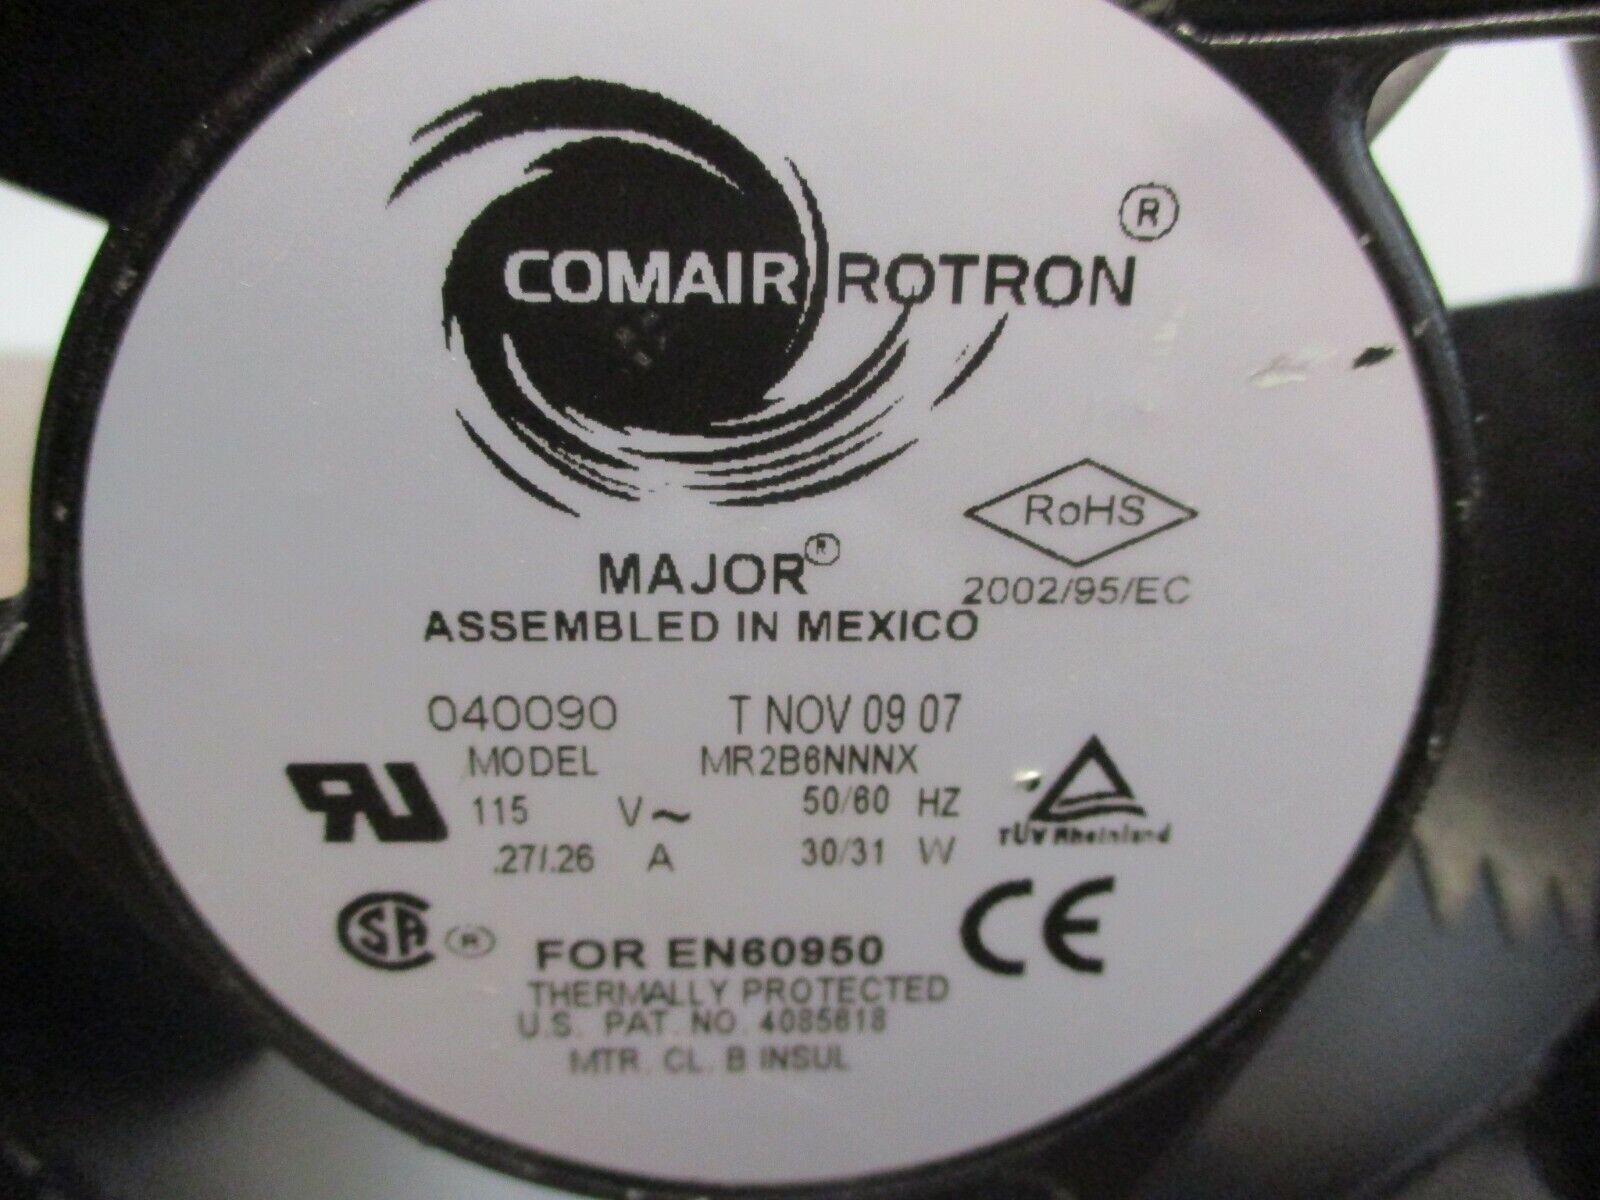 COMAIR ROTRON ®
RoHS
2002/95/EC
MAJOR®
ASSEMBLED IN MEXICO
040090 T NOV 09 07
MODEL MR2B6NNNX
115 V~ 50/60 HZ
.27/.26 A 30/31 W
TÜV Rheinland
SA ®
CE
FOR EN60950
THERMALLY PROTECTED
U.S. PAT. NO. 4085618
MTR. CL. B INSUL